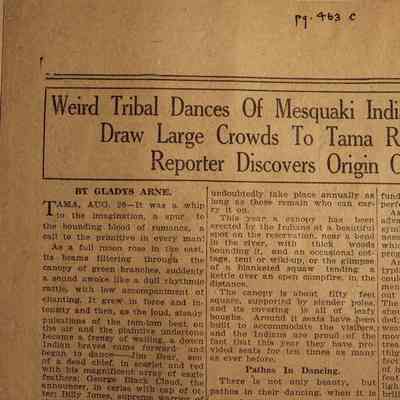 pg. 463 c
Weird Tribal Dances Of Mesquaki Indi
Draw Large Crowds To Tama R
Reporter Discovers Origin O
BY GLADYS ARNE.
TAMA, AUG. 26—It was a whip
to the imagination, a spur to
the bounding blood of romance, a
call to the primitive in every man!
As a full moon rose in the east,
its beams filtering through the
canopy of green branches, suddenly
a sound awoke like a dull rhythmic
rattle, with low accompaniment of
chanting. It grew in force and in-
tensity and then, as the loud, steady
pulsations of the tom-tom beat on
the air and the plaintive undertone
became a frenzy of wailing, a dozen
Indian braves came forward and
began to dance—Jim Bear, son
of a dead chief, in scarlet and red
with his magnificent array of eagle
feathers; George Black Cloud, the
announcer, in cerise with cap of ot-
ter; Billy Jones, supreme warrior of
undoubtedly take place annually as
long as these remain who can car-
ry it on.
This year a canopy has been
erected by the Indians at a beautiful
spot on the reservation, near a bend
in the river, with thick woods
bounding it, and an occasional cot-
tage, tent or wiki-up, or the glimpse
of a blanketed squaw tending a
kettle over an open campfire, in the
distance.
The canopy is about fifty feet
square, supported by slender poles,
and its covering is all of leafy
boughs. Around it seats have been
built to accommodate the visitors,
and the Indians are proud of the
fact that this year they have pro-
vided seats for ten times as many
as ever before.
Pathos In Dancing.
There is not only beauty, but
pathos in their dancing, when it is